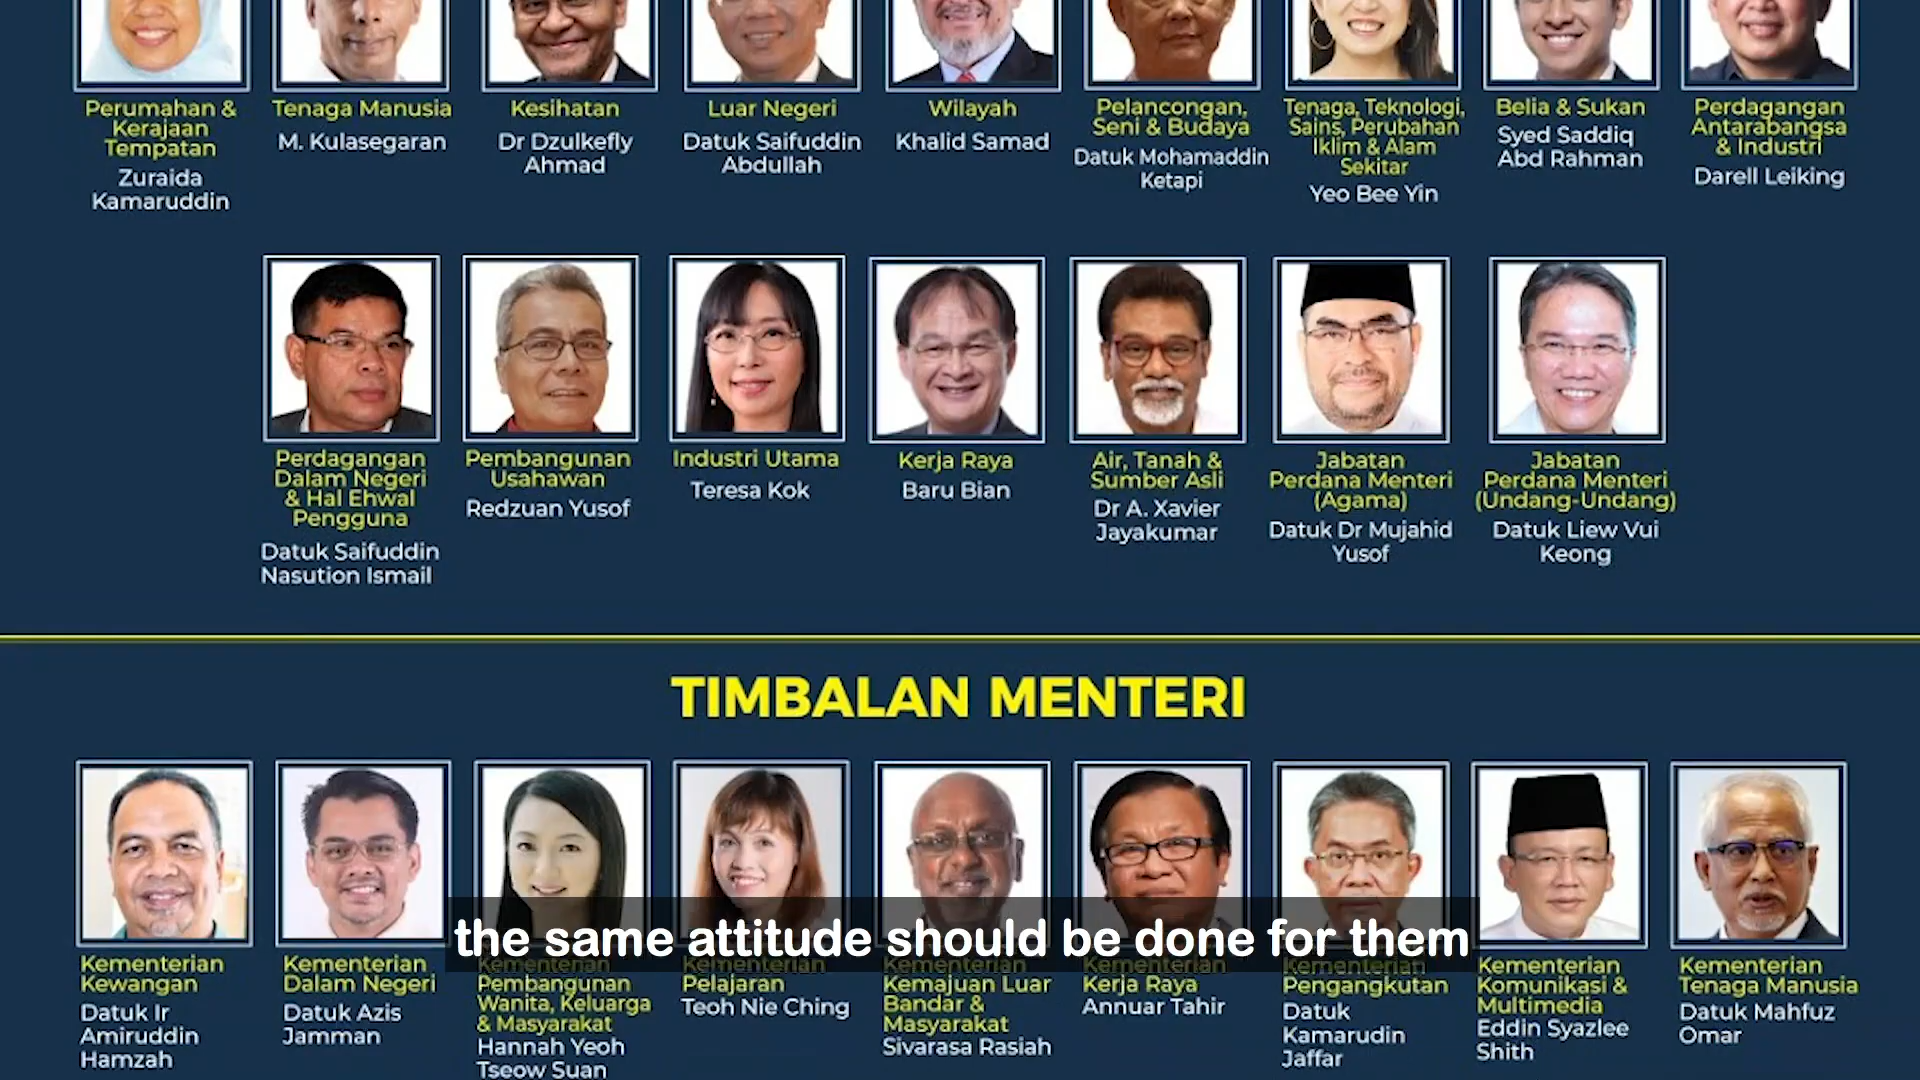 Perumahan &
Kerajaan
Tempatan
Zuraida
Kamaruddin
Tenaga Manusia
M. Kulasegaran
Kesihatan
Dr Dzulkefly
Ahmad
Luar Negeri
Datuk Saifuddin
Abdullah
Wilayah
Khalid Samad
Pelancongan,
Seni & Budaya
Datuk Mohamaddin
Ketapi
Tenaga, Teknologi,
Sains, Perubahan
Iklim & Alam
Sekitar
Yeo Bee Yin
Belia & Sukan
Syed Saddiq
Abd Rahman
Perdagangan
Antarabangsa
& Industri
Darell Leiking
Perdagangan
Dalam Negeri
& Hal Ehwal
Pengguna
Datuk Saifuddin
Nasution Ismail
Pembangunan
Usahawan
Redzuan Yusof
Industri Utama
Teresa Kok
Kerja Raya
Baru Bian
Air, Tanah &
Sumber Asli
Dr A. Xavier
Jayakumar
Jabatan
Perdana Menteri
(Agama)
Datuk Dr Mujahid
Yusof
Jabatan
Perdana Menteri
(Undang-Undang)
Datuk Liew Vui
Keong
TIMBALAN MENTERI
the same attitude should be done for them
Kementerian
Kewangan
Datuk Ir
Amiruddin
Hamzah
Kementerian
Dalam Negeri
Datuk Azis
Jamman
Kementerian
Pembangunan
Wanita, Keluarga
& Masyarakat
Hannah Yeoh
Tseow Suan
Kementerian
Pelajaran
Teoh Nie Ching
Kementerian
Kemajuan Luar
Bandar &
Masyarakat
Sivarasa Rasiah
Kementerian
Kerja Raya
Annuar Tahir
Kementerian
Pengangkutan
Datuk
Kamarudin
Jaffar
Kementerian
Komunikasi &
Multimedia
Eddin Syazlee
Shith
Kementerian
Tenaga Manusia
Datuk Mahfuz
Omar